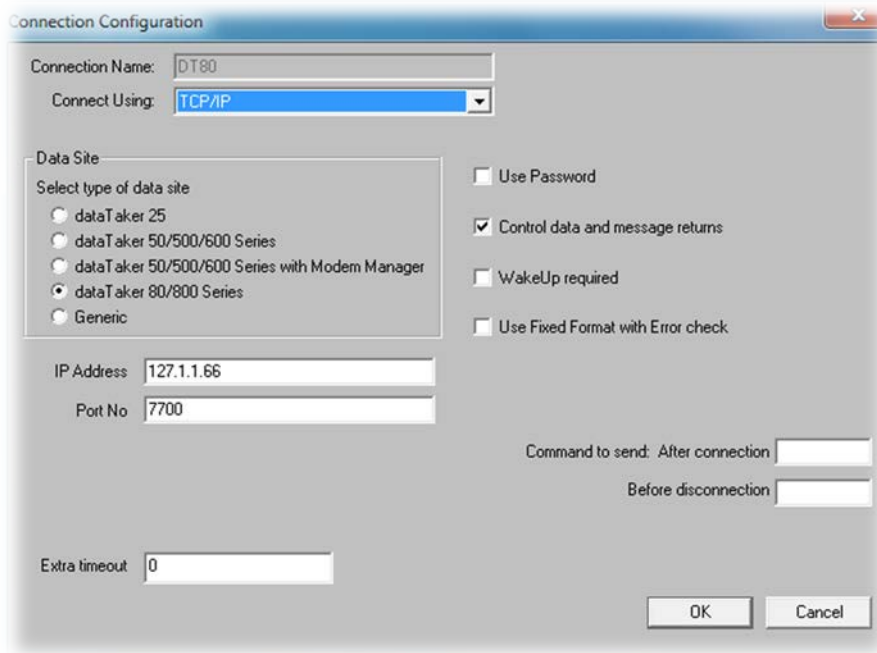 Connection Configuration
Connection Name: DT80
Connect Using: TCP/IP
Data Site
Select type of data site
dataTaker 25
dataTaker 50/500/600 Series
dataTaker 50/500/600 Series with Modem Manager
dataTaker 80/800 Series
Generic
Use Password
Control data and message returns
WakeUp required
Use Fixed Format with Error check
IP Address 127.1.1.66
Port No 7700
Command to send: After connection
Before disconnection
Extra timeout 0
OK Cancel